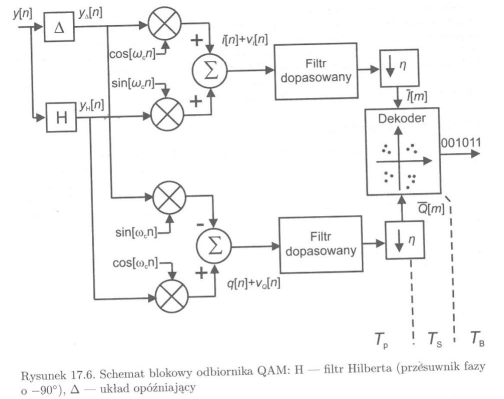 y[n]
Δ
y_Δ[n]
cos[ω_c n]
+
i[n]+v_I[n]
Σ
Filtr
dopasowany
↓ η
Ī[m]
sin[ω_c n]
+
H
y_H[n]
Dekoder
001011
sin[ω_c n]
-
Σ
Filtr
dopasowany
↓ η
Q̄[m]
cos[ω_c n]
+
q[n]+v_Q[n]
T_p T_S T_B
Rysunek 17.6. Schemat blokowy odbiornika QAM: H — filtr Hilberta (przesuwnik fazy
o −90°), Δ — układ opóźniający